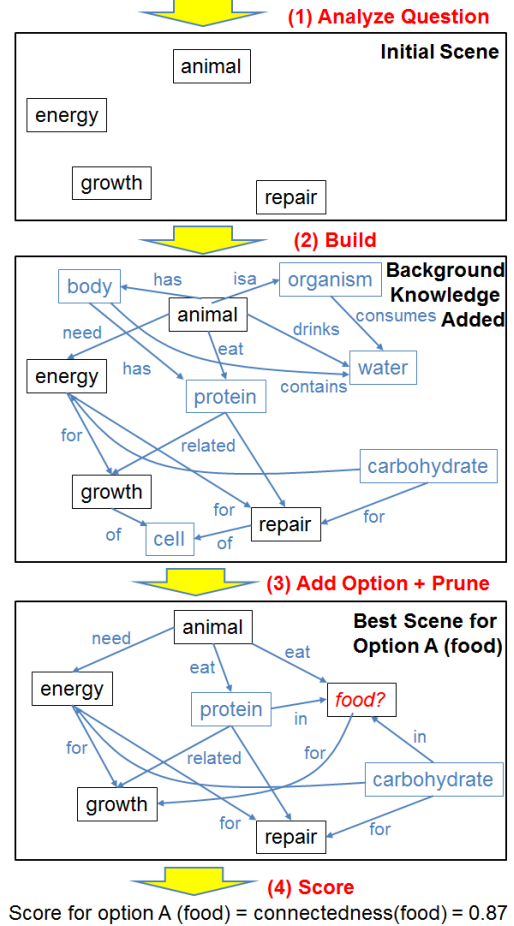 (1) Analyze Question
Initial Scene
animal
energy
growth
repair
(2) Build
Background
Knowledge
Added
body
has
isa
organism
animal
consumes
need
drinks
eat
energy
has
water
protein
contains
for
related
carbohydrate
growth
for
repair
for
of
cell
of
(3) Add Option + Prune
Best Scene for
Option A (food)
animal
need
eat
eat
energy
protein
in
food?
for
related
for
in
carbohydrate
growth
for
repair
for
(4) Score
Score for option A (food) = connectedness(food) = 0.87